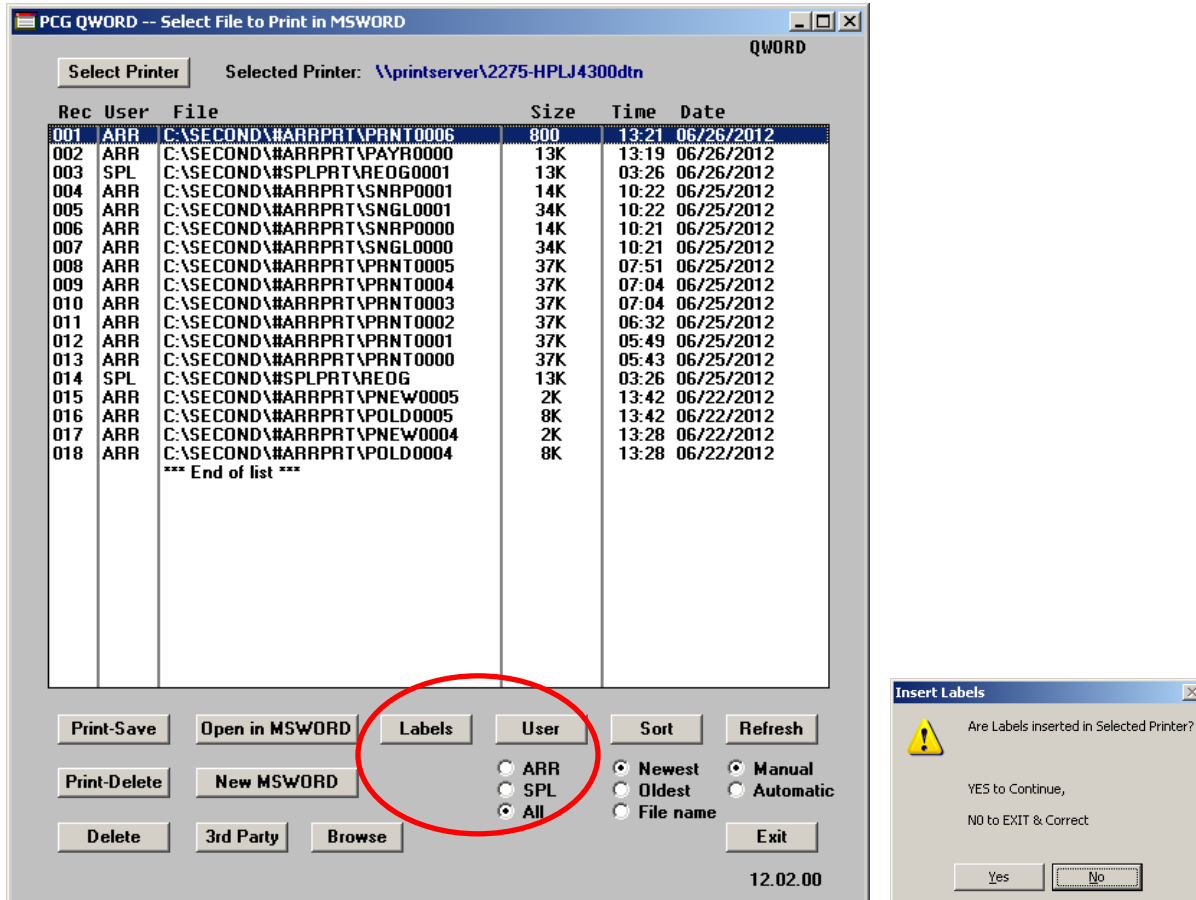 PCG QWORD -- Select File to Print in MSWORD
QWORD
Select Printer Selected Printer: \\printserver\2275-HPLJ4300dtn
Rec User File Size Time Date
001 ARR C:\SECOND\#ARRPRT\PRNT0006 800 13:21 06/26/2012
002 ARR C:\SECOND\#ARRPRT\PAYR0000 13K 13:19 06/26/2012
003 SPL C:\SECOND\#SPLPRT\REOG0001 13K 03:26 06/26/2012
004 ARR C:\SECOND\#ARRPRT\SNRP0001 14K 10:22 06/25/2012
005 ARR C:\SECOND\#ARRPRT\SNGL0001 34K 10:22 06/25/2012
006 ARR C:\SECOND\#ARRPRT\SNRP0000 14K 10:21 06/25/2012
007 ARR C:\SECOND\#ARRPRT\SNGL0000 34K 10:21 06/25/2012
008 ARR C:\SECOND\#ARRPRT\PRNT0005 37K 07:51 06/25/2012
009 ARR C:\SECOND\#ARRPRT\PRNT0004 37K 07:04 06/25/2012
010 ARR C:\SECOND\#ARRPRT\PRNT0003 37K 07:04 06/25/2012
011 ARR C:\SECOND\#ARRPRT\PRNT0002 37K 06:32 06/25/2012
012 ARR C:\SECOND\#ARRPRT\PRNT0001 37K 05:49 06/25/2012
013 ARR C:\SECOND\#ARRPRT\PRNT0000 37K 05:43 06/25/2012
014 SPL C:\SECOND\#SPLPRT\REOG 13K 03:26 06/25/2012
015 ARR C:\SECOND\#ARRPRT\PNEW0005 2K 13:42 06/22/2012
016 ARR C:\SECOND\#ARRPRT\POLD0005 8K 13:42 06/22/2012
017 ARR C:\SECOND\#ARRPRT\PNEW0004 2K 13:28 06/22/2012
018 ARR C:\SECOND\#ARRPRT\POLD0004 8K 13:28 06/22/2012
*** End of list ***
Print-Save Open in MSWORD Labels User Sort Refresh
ARR Newest Manual
Print-Delete New MSWORD SPL Oldest Automatic
All File name
Delete 3rd Party Browse Exit
12.02.00
Insert Labels
Are Labels inserted in Selected Printer?
YES to Continue,
NO to EXIT & Correct
Yes No